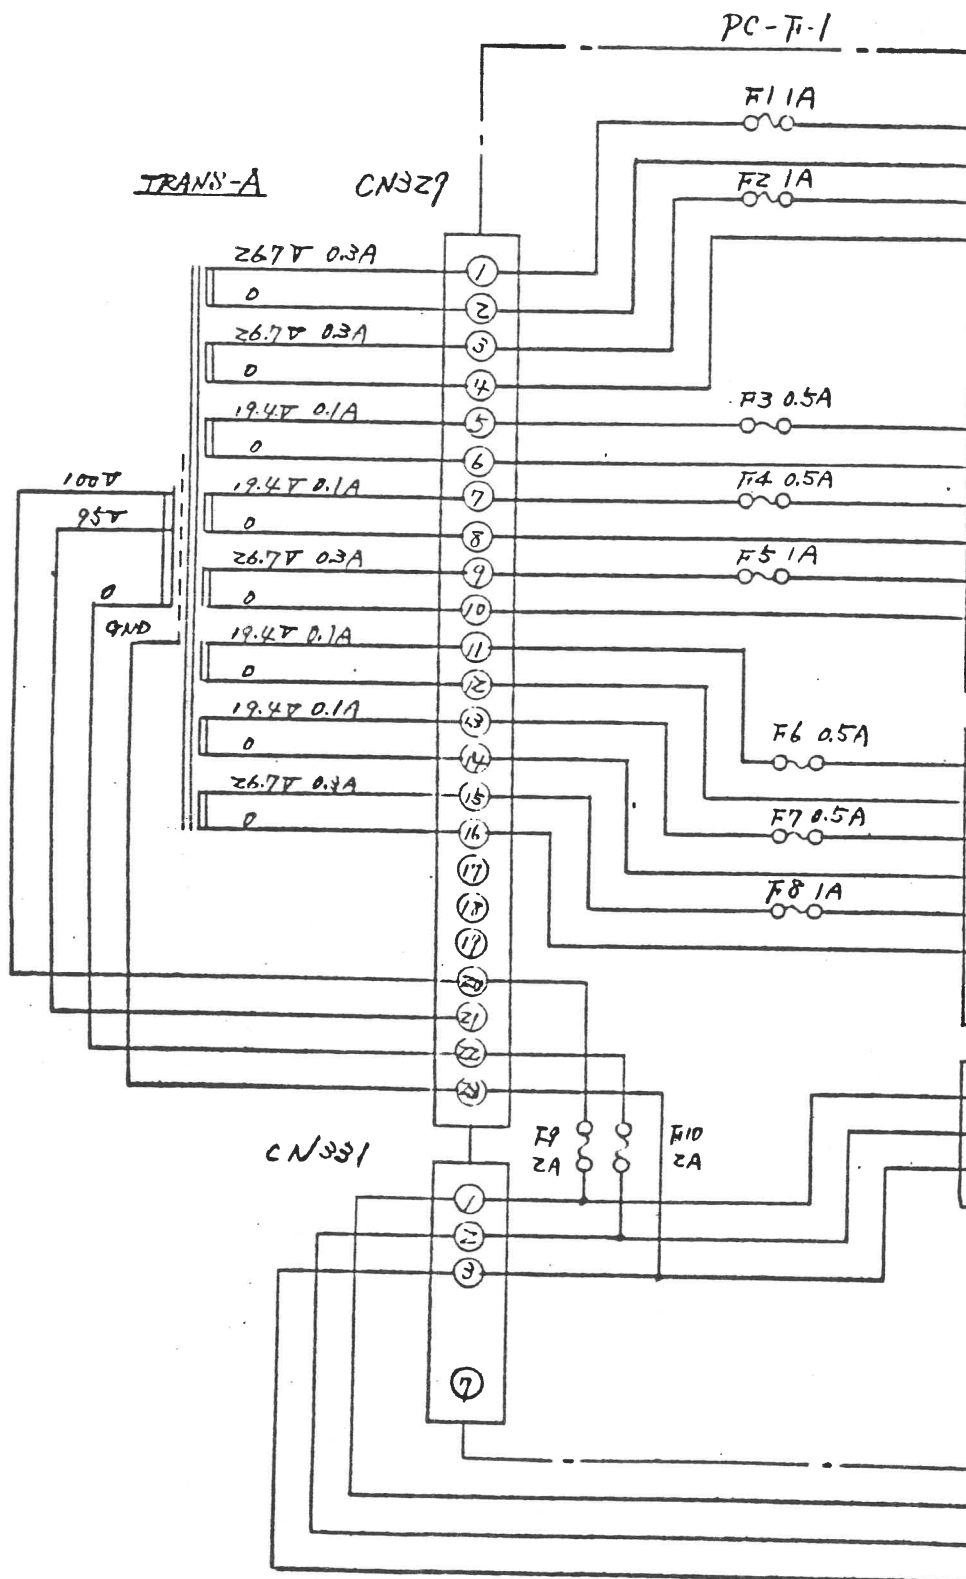 PC-F-1
F1 1A
TRANS-A
CN329
F2 1A
26.7V 0.3A
1
0
2
26.7V 0.3A
3
0
4
19.4V 0.1A
5
F3 0.5A
0
6
100V
19.4V 0.1A
7
F4 0.5A
95V
0
8
26.7V 0.3A
9
F5 1A
0
0
10
GND
19.4V 0.1A
11
0
12
19.4V 0.1A
13
F6 0.5A
0
14
26.7V 0.3A
15
0
16
F7 0.5A
17
F8 1A
18
19
20
21
22
23
F9
2A
F10
2A
CN331
1
2
3
7